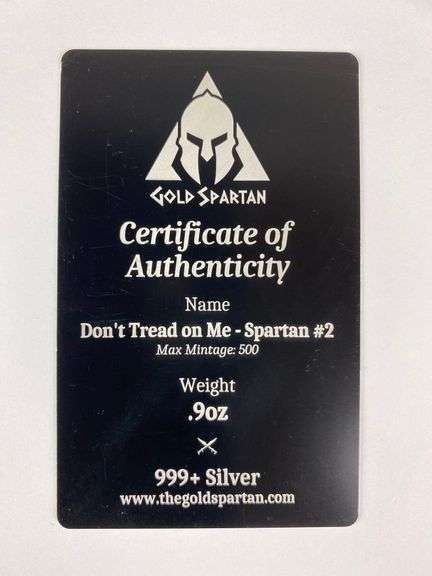 GOLD SPARTAN
Certificate of
Authenticity
Name
Don't Tread on Me - Spartan #2
Max Mintage: 500
Weight
.9oz
999+ Silver
www.thegoldspartan.com